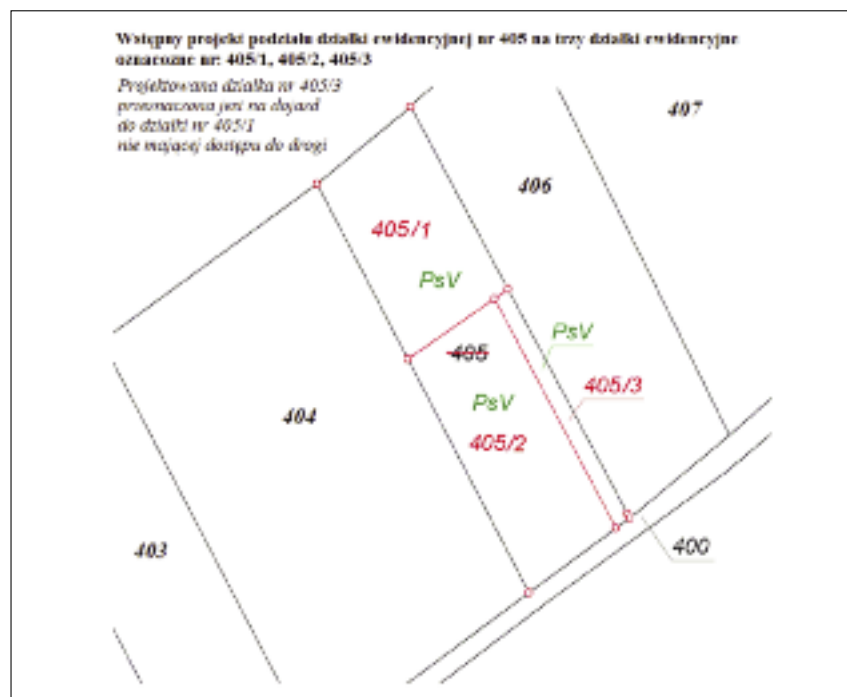 Wstępny projekt podziału działki ewidencyjnej nr 405 na trzy działki ewidencyjne
oznaczone nr: 405/1, 405/2, 405/3
Projektowana działka nr 405/3
przeznaczona jest na dojazd
do działki nr 405/1
nie mającej dostępu do drogi
407
406
405/1
PsV
PsV
405
405/3
PsV
404
405/2
403
400